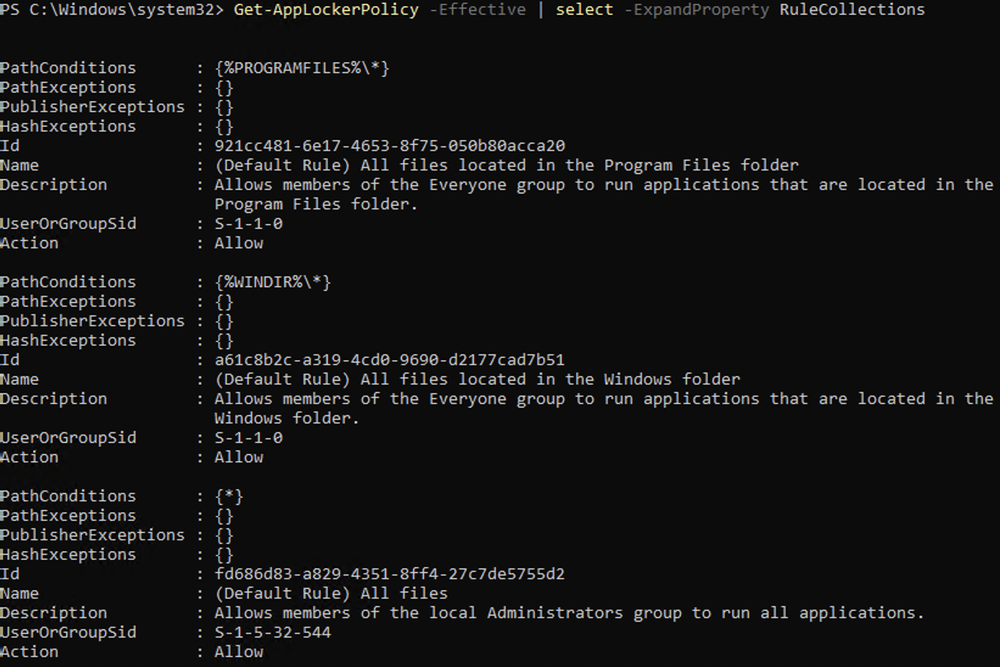 PS C:\Windows\system32> Get-AppLockerPolicy -Effective | select -ExpandProperty RuleCollections
PathConditions : {%PROGRAMFILES%\*}
PathExceptions : {}
PublisherExceptions : {}
HashExceptions : {}
Id : 921cc481-6e17-4653-8f75-050b80acca20
Name : (Default Rule) All files located in the Program Files folder
Description : Allows members of the Everyone group to run applications that are located in the
Program Files folder.
UserOrGroupSid : S-1-1-0
Action : Allow
PathConditions : {%WINDIR%\*}
PathExceptions : {}
PublisherExceptions : {}
HashExceptions : {}
Id : a61c8b2c-a319-4cd0-9690-d2177cad7b51
Name : (Default Rule) All files located in the Windows folder
Description : Allows members of the Everyone group to run applications that are located in the
Windows folder.
UserOrGroupSid : S-1-1-0
Action : Allow
PathConditions : {*}
PathExceptions : {}
PublisherExceptions : {}
HashExceptions : {}
Id : fd686d83-a829-4351-8ff4-27c7de5755d2
Name : (Default Rule) All files
Description : Allows members of the local Administrators group to run all applications.
UserOrGroupSid : S-1-5-32-544
Action : Allow